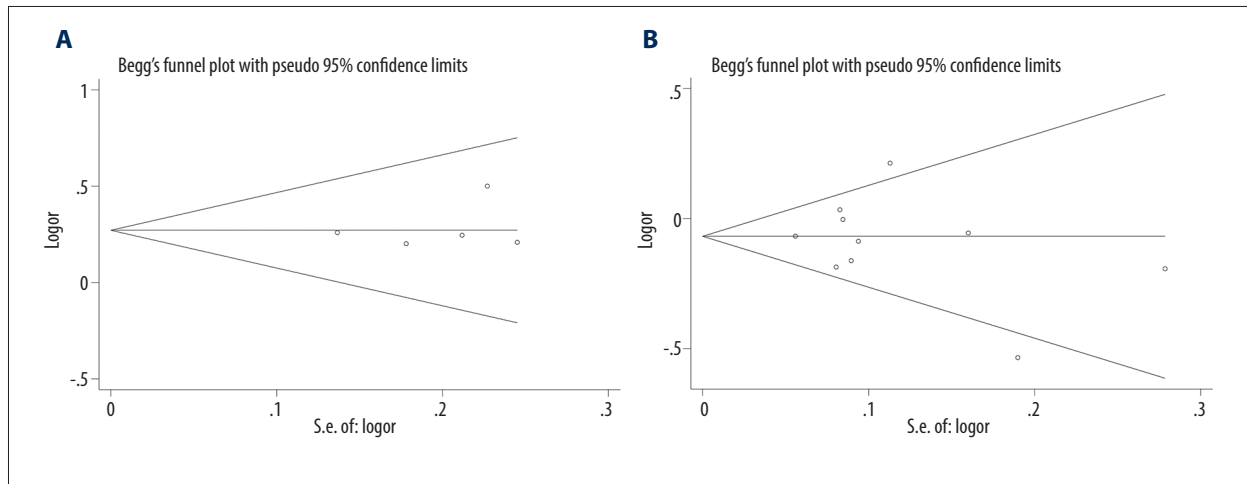 A
Begg's funnel plot with pseudo 95% confidence limits
1
.5
0
-.5
Logor
0 .1 .2 .3
S.e. of: logor
B
Begg's funnel plot with pseudo 95% confidence limits
.5
0
-.5
Logor
0 .1 .2 .3
S.e. of: logor